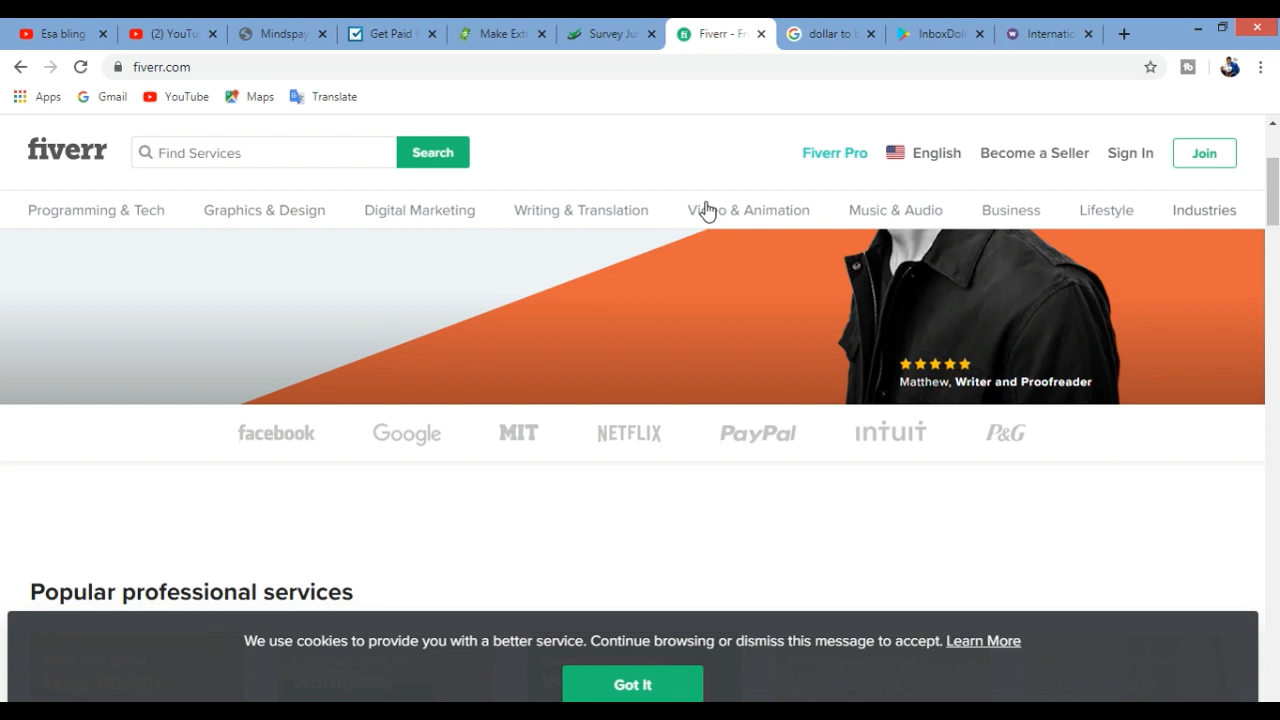 Esa bling
(2) YouTu
Mindspay
Get Paid
Make Ext
Survey Ju
Fiverr - Fr
dollar to b
InboxDoll
Internatio
fiverr.com
Apps
Gmail
YouTube
Maps
Translate
fiverr
Find Services
Search
Fiverr Pro
English
Become a Seller
Sign In
Join
Programming & Tech
Graphics & Design
Digital Marketing
Writing & Translation
Video & Animation
Music & Audio
Business
Lifestyle
Industries
Matthew, Writer and Proofreader
facebook
Google
MIT
NETFLIX
PayPal
intuit
P&G
Popular professional services
We use cookies to provide you with a better service. Continue browsing or dismiss this message to accept. Learn More
Got It